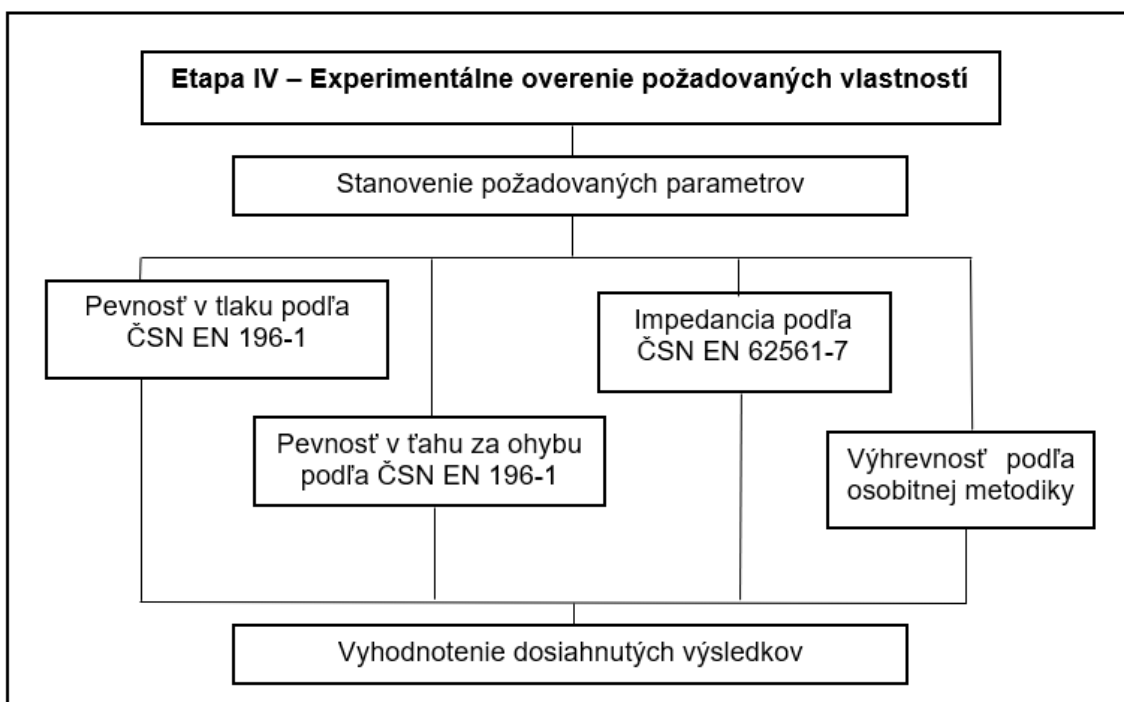 Etapa IV – Experimentálne overenie požadovaných vlastností
Stanovenie požadovaných parametrov
Pevnosť v tlaku podľa
ČSN EN 196-1
Impedancia podľa
ČSN EN 62561-7
Pevnosť v ťahu za ohybu
podľa ČSN EN 196-1
Výhrevnosť podľa
osobitnej metodiky
Vyhodnotenie dosiahnutých výsledkov